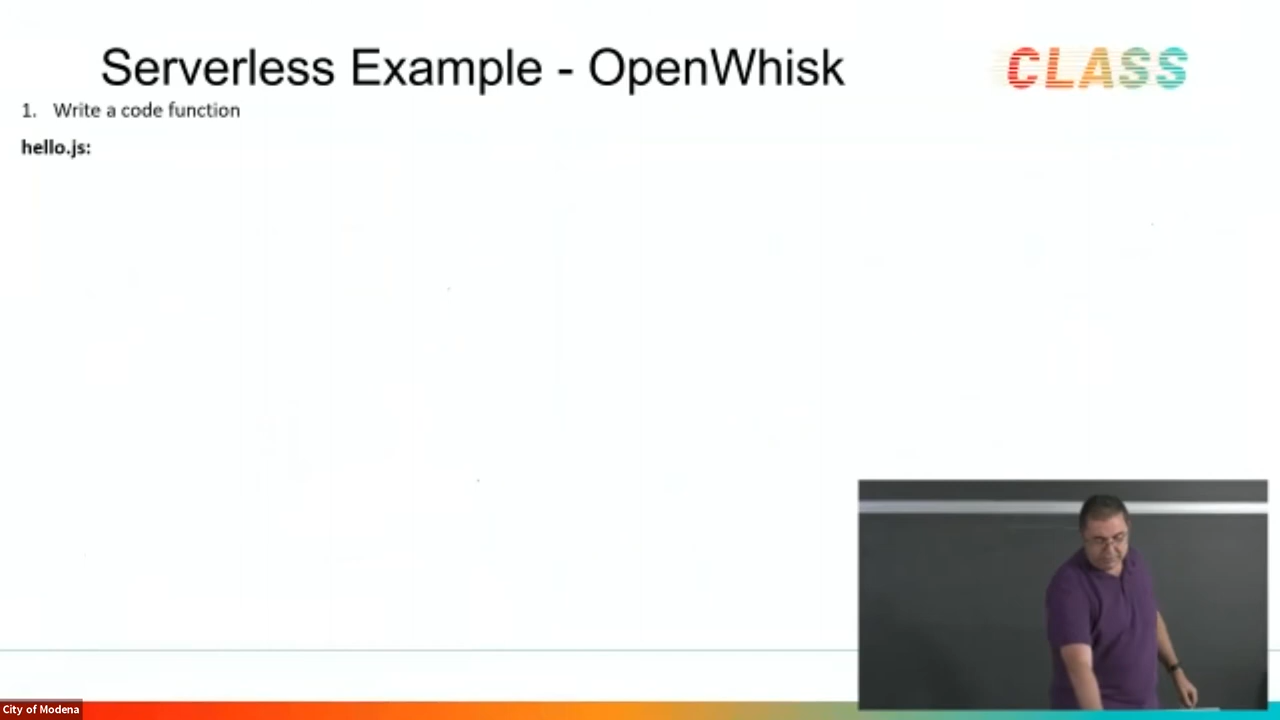 Serverless Example - OpenWhisk
CLASS
1. Write a code function
hello.js:
City of Modena